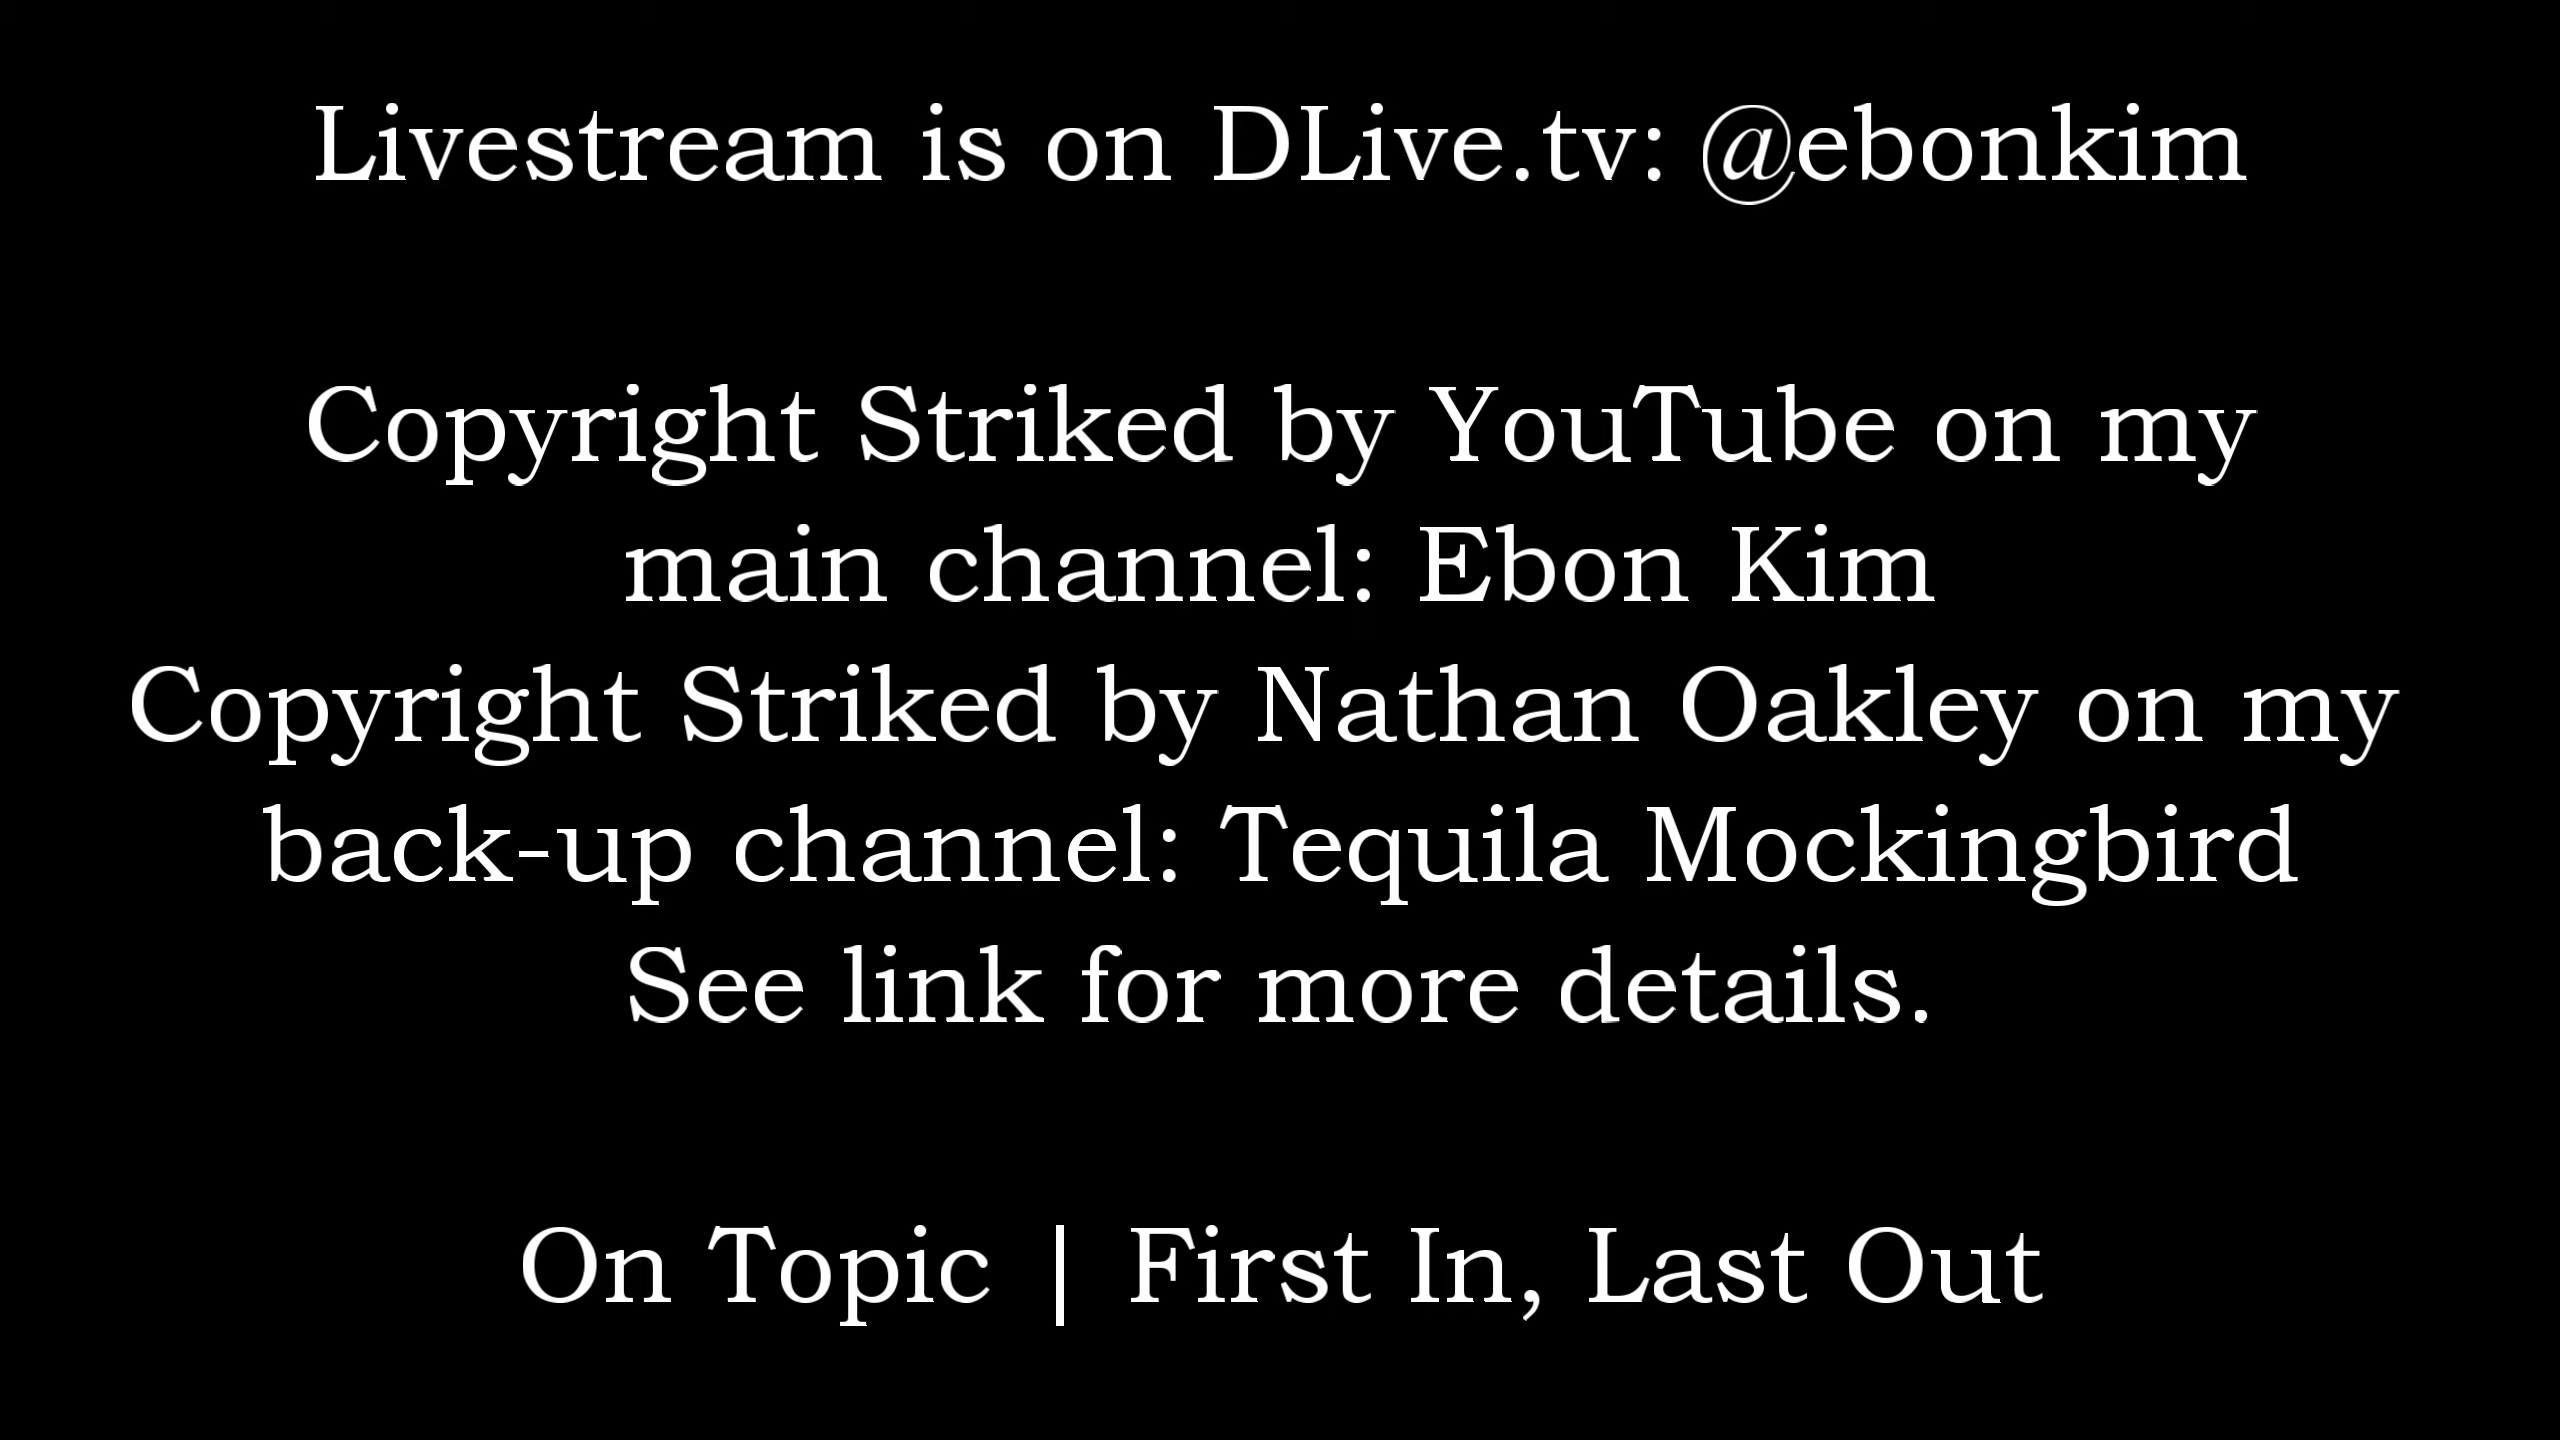 Livestream is on DLive.tv: @ebonkim
Copyright Striked by YouTube on my
main channel: Ebon Kim
Copyright Striked by Nathan Oakley on my
back-up channel: Tequila Mockingbird
See link for more details.
On Topic | First In, Last Out